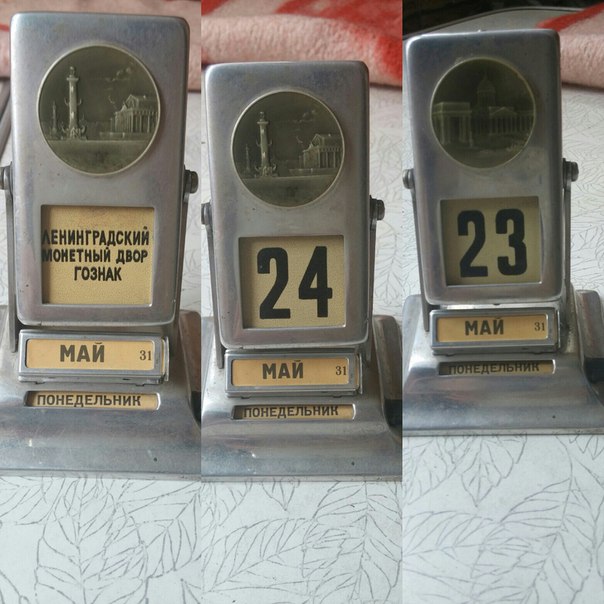 ЛЕНИНГРАДСКИЙ
МОНЕТНЫЙ ДВОР
ГОЗНАК
МАЙ 31
ПОНЕДЕЛЬНИК
24
МАЙ 31
ПОНЕДЕЛЬНИК
23
МАЙ 31
ПОНЕДЕЛЬНИК